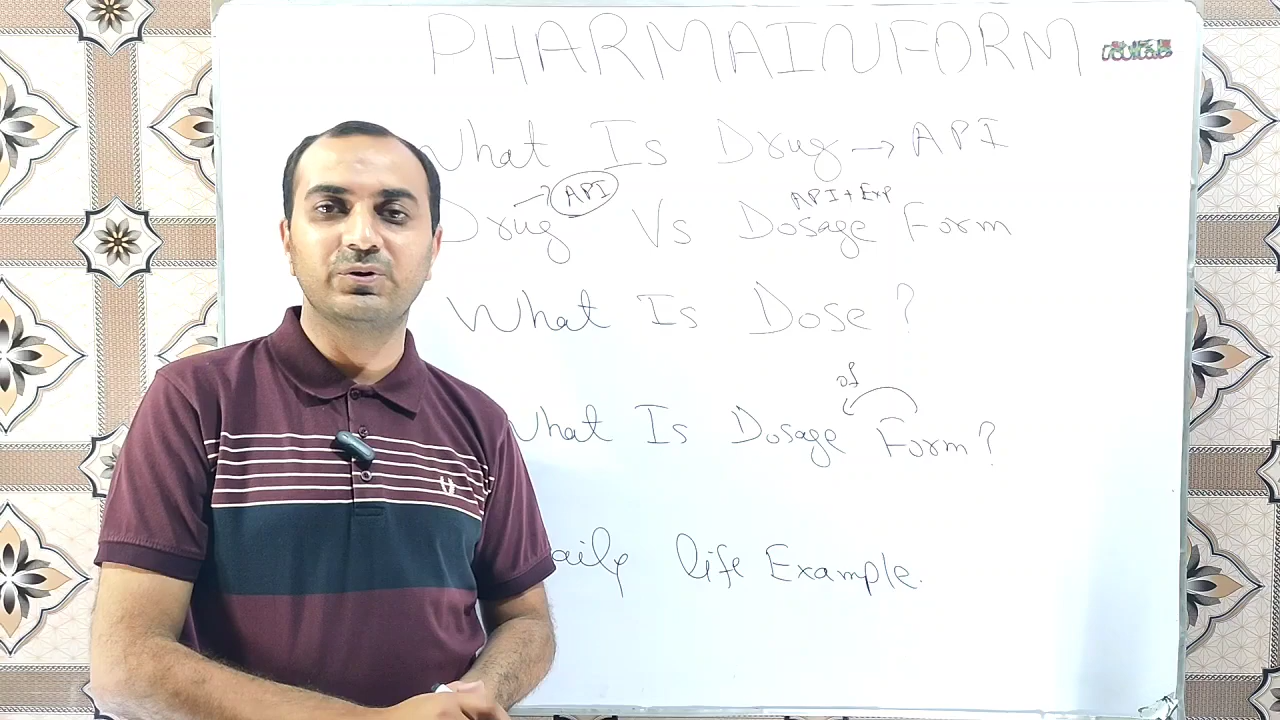 PHARMAINFORM
What Is Drug → API
→ API
API + Exp
Drug Vs Dosage Form
What Is Dose?
of
What Is Dosage Form?
aily life Example.